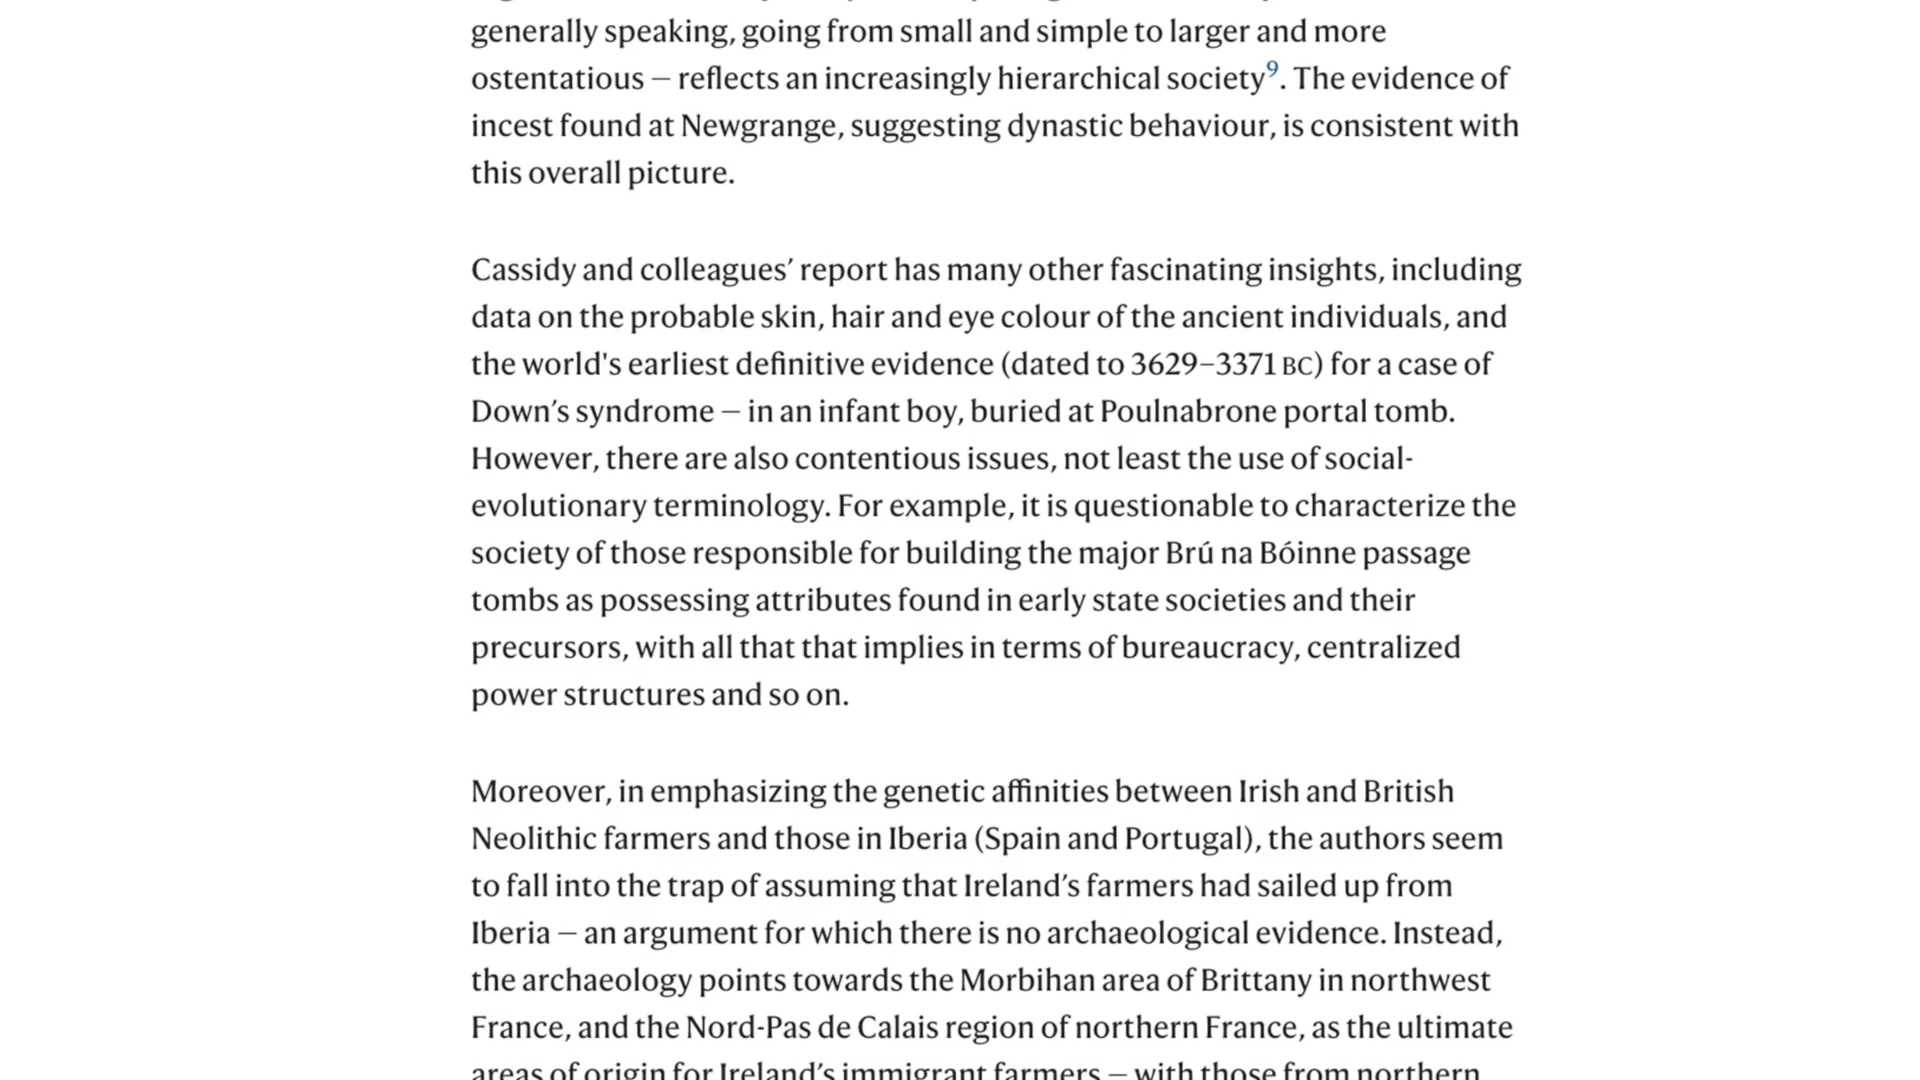 generally speaking, going from small and simple to larger and more
ostentatious — reflects an increasingly hierarchical society9. The evidence of
incest found at Newgrange, suggesting dynastic behaviour, is consistent with
this overall picture.
Cassidy and colleagues’ report has many other fascinating insights, including
data on the probable skin, hair and eye colour of the ancient individuals, and
the world's earliest definitive evidence (dated to 3629–3371 BC) for a case of
Down’s syndrome — in an infant boy, buried at Poulnabrone portal tomb.
However, there are also contentious issues, not least the use of social-
evolutionary terminology. For example, it is questionable to characterize the
society of those responsible for building the major Brú na Bóinne passage
tombs as possessing attributes found in early state societies and their
precursors, with all that that implies in terms of bureaucracy, centralized
power structures and so on.
Moreover, in emphasizing the genetic affinities between Irish and British
Neolithic farmers and those in Iberia (Spain and Portugal), the authors seem
to fall into the trap of assuming that Ireland’s farmers had sailed up from
Iberia — an argument for which there is no archaeological evidence. Instead,
the archaeology points towards the Morbihan area of Brittany in northwest
France, and the Nord-Pas de Calais region of northern France, as the ultimate
areas of origin for Ireland’s immigrant farmers — with those from northern